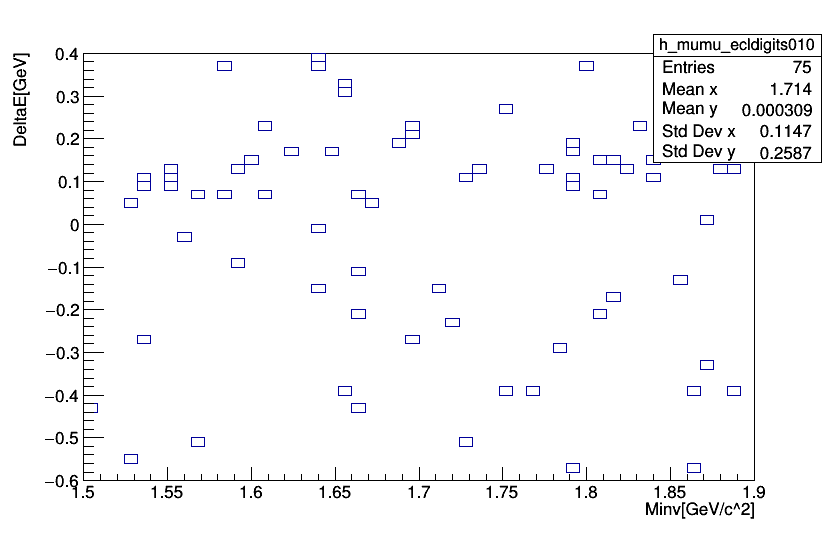 h_mumu_ecldigits010
Entries 75
Mean x 1.714
Mean y 0.000309
Std Dev x 0.1147
Std Dev y 0.2587
DeltaE[GeV]
0.4
0.3
0.2
0.1
0
−0.1
−0.2
−0.3
−0.4
−0.5
−0.6
1.5 1.55 1.6 1.65 1.7 1.75 1.8 1.85 1.9
Minv[GeV/c^2]